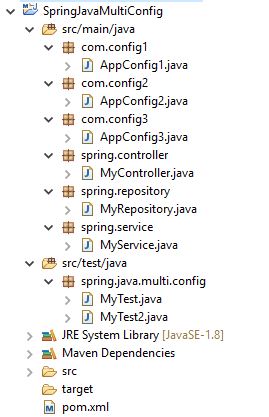 SpringJavaMultiConfig
src/main/java
com.config1
AppConfig1.java
com.config2
AppConfig2.java
com.config3
AppConfig3.java
spring.controller
MyController.java
spring.repository
MyRepository.java
spring.service
MyService.java
src/test/java
spring.java.multi.config
MyTest.java
MyTest2.java
JRE System Library [JavaSE-1.8]
Maven Dependencies
src
target
pom.xml